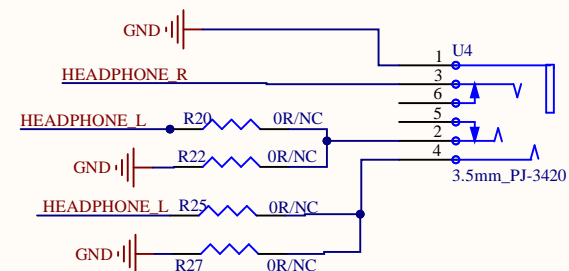 GND
U4
1
HEADPHONE_R
3
6
HEADPHONE_L
R20
0R/NC
5
2
GND
R22
0R/NC
4
3.5mm_PJ-3420
HEADPHONE_L
R25
0R/NC
GND
R27
0R/NC